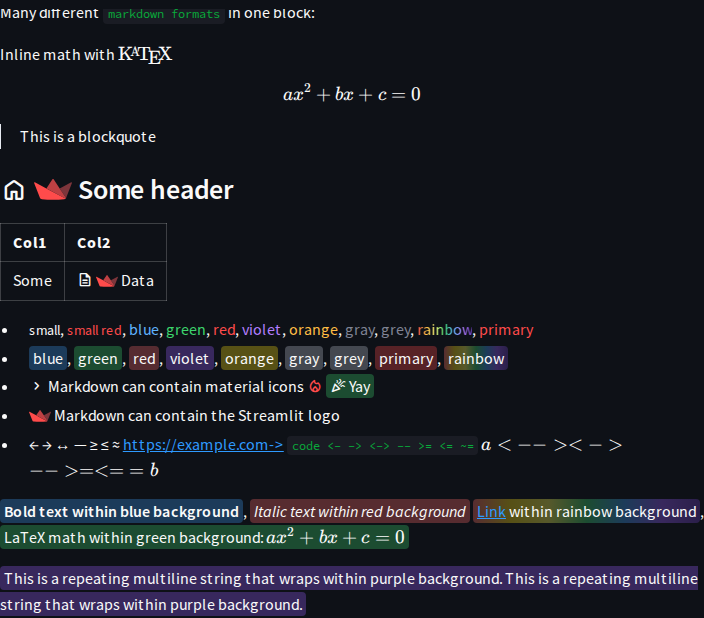 Many different markdown formats in one block:
Inline math with KATEX
ax² + bx + c = 0
This is a blockquote
Some header
Col1 Col2
Some Data
small, small red, blue, green, red, violet, orange, gray, grey, rainbow, primary
blue, green, red, violet, orange, gray, grey, primary, rainbow
Markdown can contain material icons Yay
Markdown can contain the Streamlit logo
← → ↔ — ≥ ≤ ≈ https://example.com-> code <- -> <-> -- >= <= ~= a < −− >< − >
−− >=<= = b
Bold text within blue background, Italic text within red background Link within rainbow background,
LaTeX math within green background: ax² + bx + c = 0
This is a repeating multiline string that wraps within purple background. This is a repeating multiline
string that wraps within purple background.